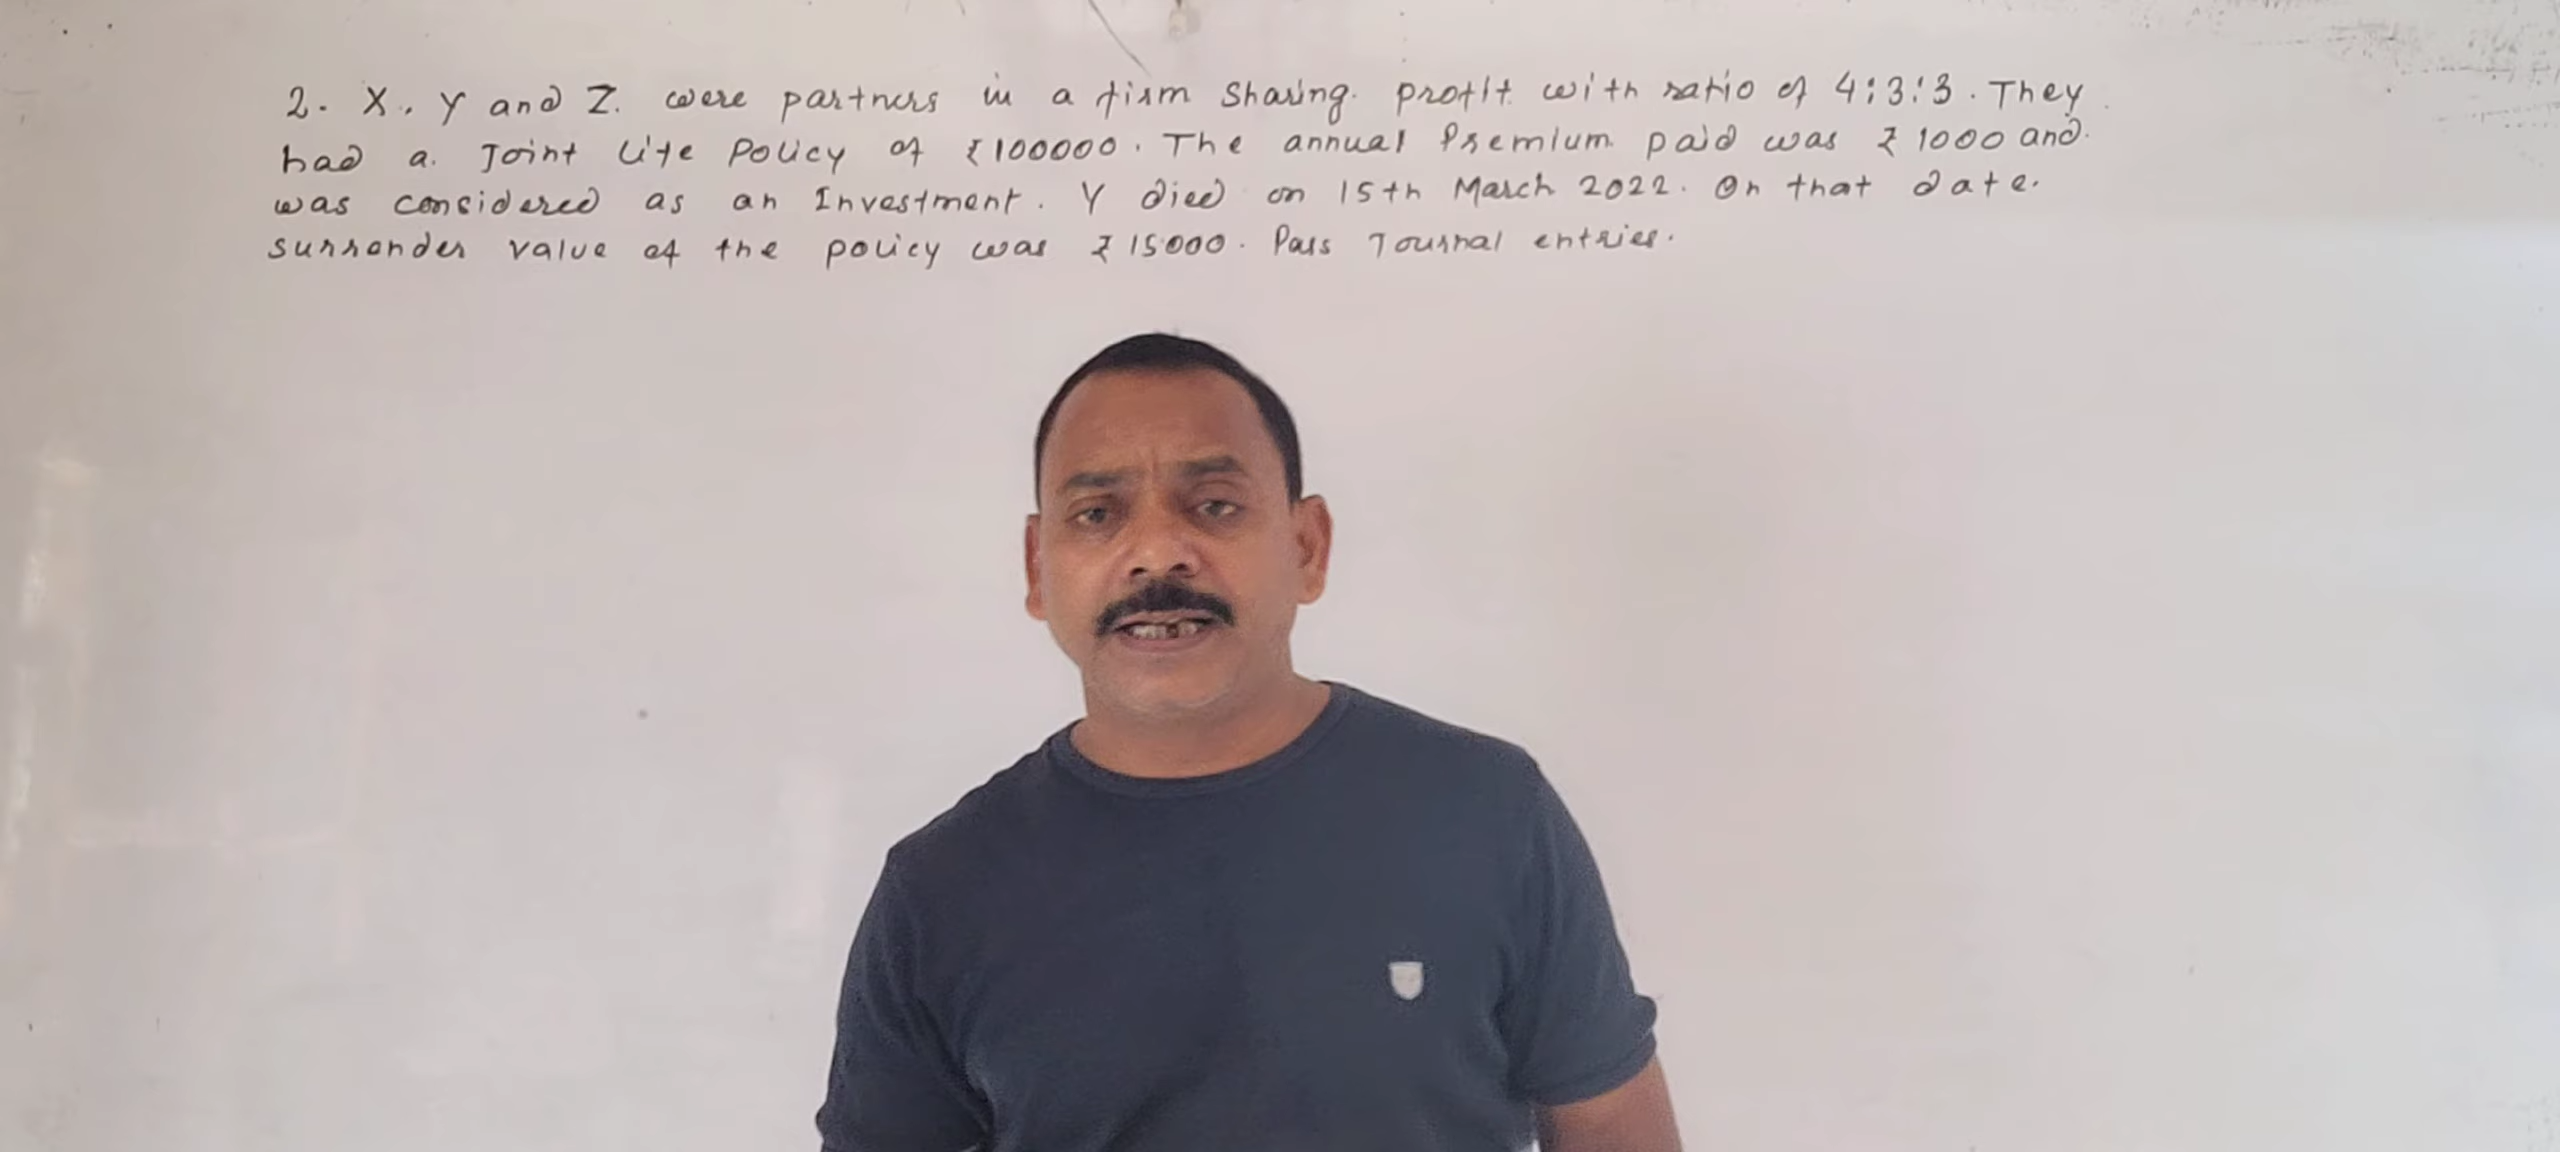 2. X, Y and Z were partners in a firm sharing profit with ratio of 4:3:3. They
had a Joint Life Policy of ₹100000. The annual Premium paid was ₹1000 and
was considered as an Investment. Y died on 15th March 2022. On that date
surrender value of the policy was ₹15000. Pass Journal entries.